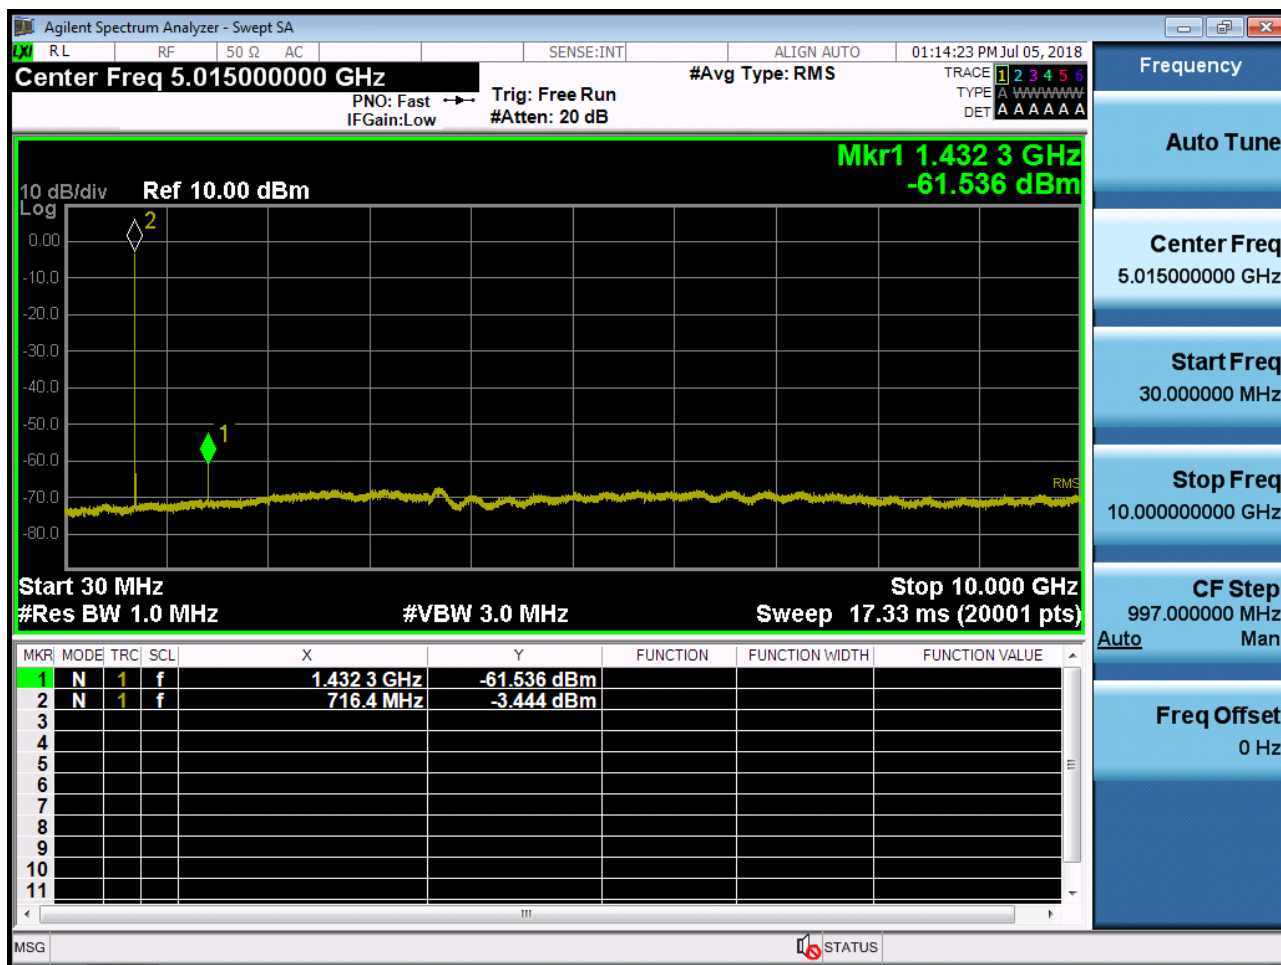 Agilent Spectrum Analyzer - Swept SA
LXI RL RF 50 Ω AC SENSE:INT ALIGN AUTO 01:14:23 PM Jul 05, 2018
Center Freq 5.015000000 GHz
PNO: Fast
IFGain:Low
Trig: Free Run
#Atten: 20 dB
#Avg Type: RMS
TRACE 1 2 3 4 5 6
TYPE A WWWWW
DET A A A A A A
Mkr1 1.432 3 GHz
-61.536 dBm
10 dB/div Ref 10.00 dBm
Log
0.00
-10.0
-20.0
-30.0
-40.0
-50.0
-60.0
-70.0
-80.0
2
1
RMS
Start 30 MHz Stop 10.000 GHz
#Res BW 1.0 MHz #VBW 3.0 MHz Sweep 17.33 ms (20001 pts)
MKR MODE TRC SCL X Y FUNCTION FUNCTION WIDTH FUNCTION VALUE
1 N 1 f 1.432 3 GHz -61.536 dBm
2 N 1 f 716.4 MHz -3.444 dBm
3
4
5
6
7
8
9
10
11
MSG STATUS
Frequency
Auto Tune
Center Freq
5.015000000 GHz
Start Freq
30.000000 MHz
Stop Freq
10.000000000 GHz
CF Step
997.000000 MHz
Auto Man
Freq Offset
0 Hz